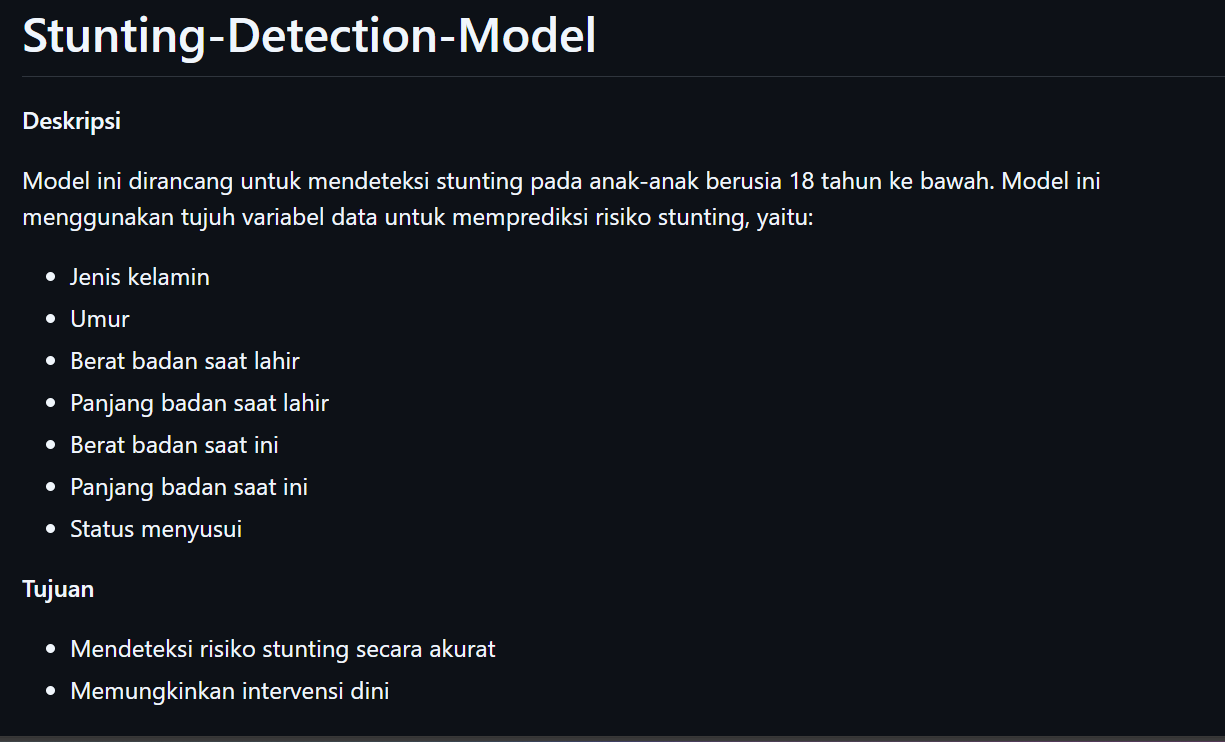 Stunting-Detection-Model
Deskripsi
Model ini dirancang untuk mendeteksi stunting pada anak-anak berusia 18 tahun ke bawah. Model ini
menggunakan tujuh variabel data untuk memprediksi risiko stunting, yaitu:
• Jenis kelamin
• Umur
• Berat badan saat lahir
• Panjang badan saat lahir
• Berat badan saat ini
• Panjang badan saat ini
• Status menyusui
Tujuan
• Mendeteksi risiko stunting secara akurat
• Memungkinkan intervensi dini